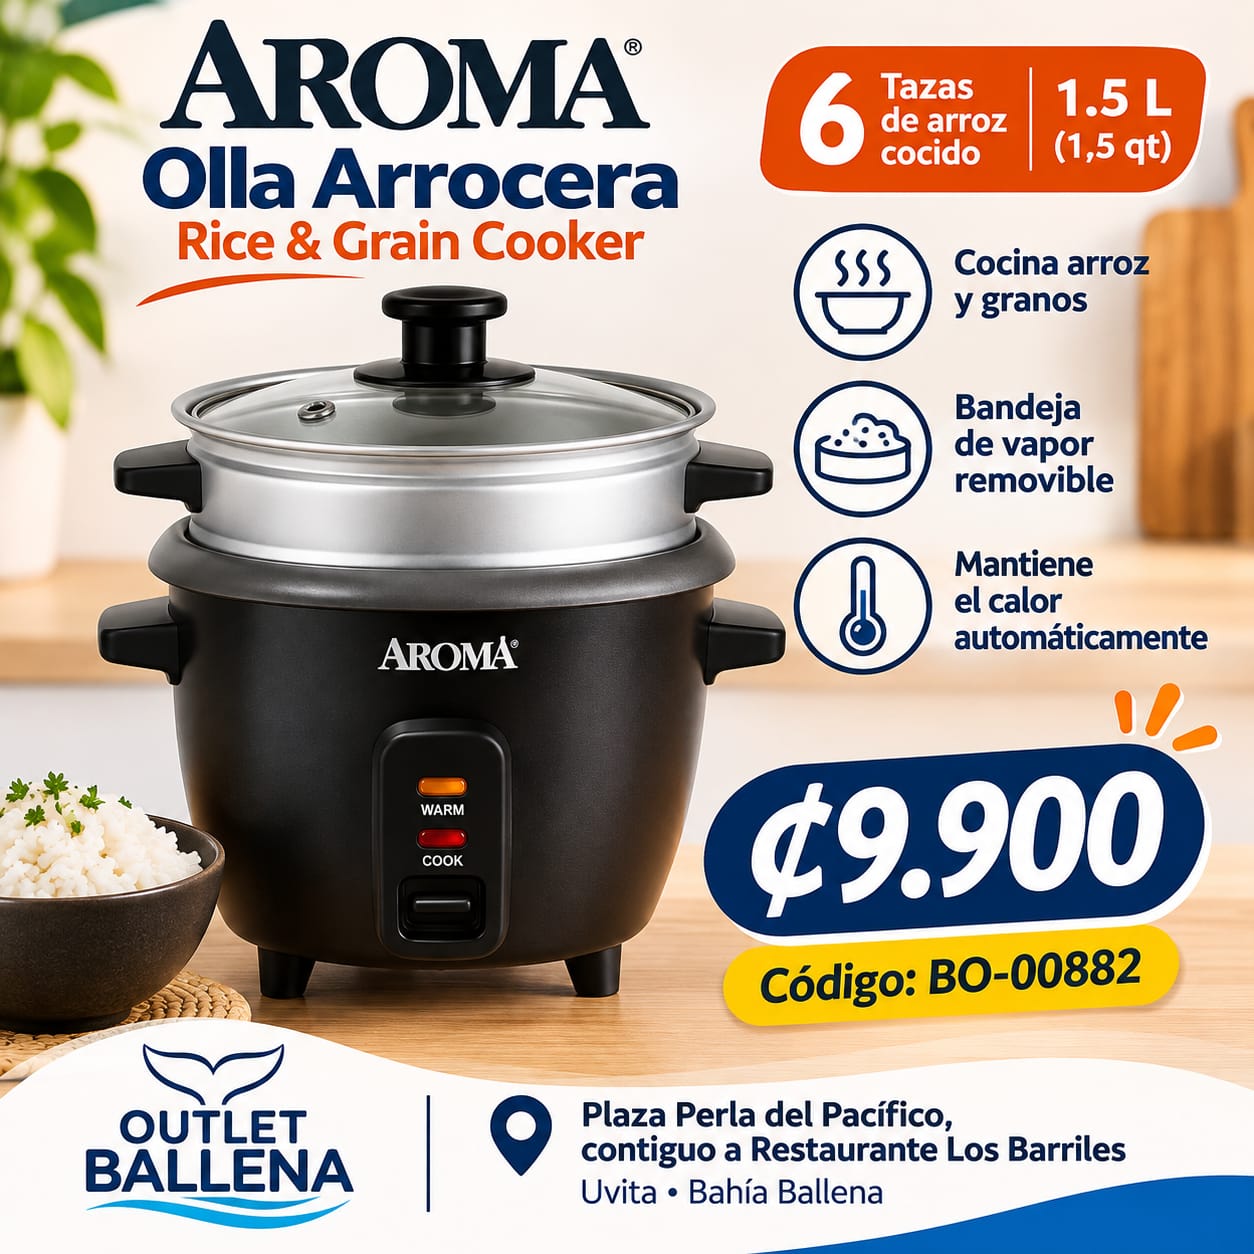 AROMA®
Olla Arrocera
Rice & Grain Cooker
6
Tazas
de arroz
cocido
1.5 L
(1,5 qt)
Cocina arroz
y granos
Bandeja
de vapor
removible
Mantiene
el calor
automáticamente
AROMA®
WARM
COOK
₡9.900
Código: BO-00882
OUTLET
BALLENA
Plaza Perla del Pacífico,
contiguo a Restaurante Los Barriles
Uvita • Bahía Ballena